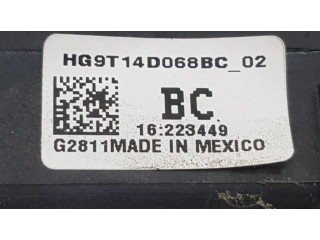 HG9T14D068BC_02
BC
16:223449
G2811MADE IN MEXICO